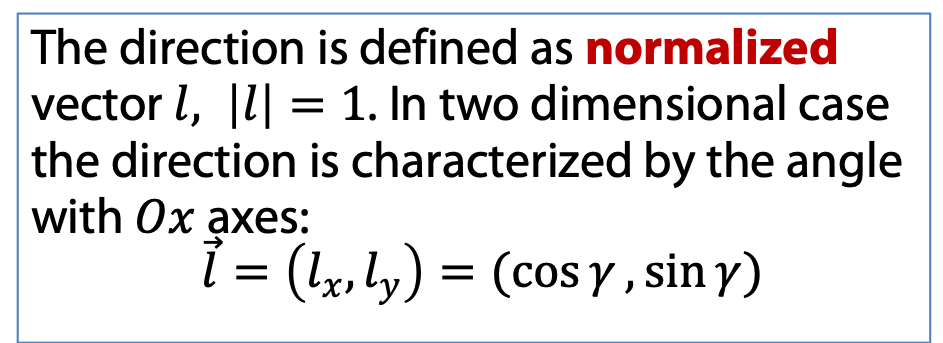 The direction is defined as normalized
vector l, |l| = 1. In two dimensional case
the direction is characterized by the angle
with Ox axes:
l⃗ = (lₓ, l_y) = (cos γ , sin γ)